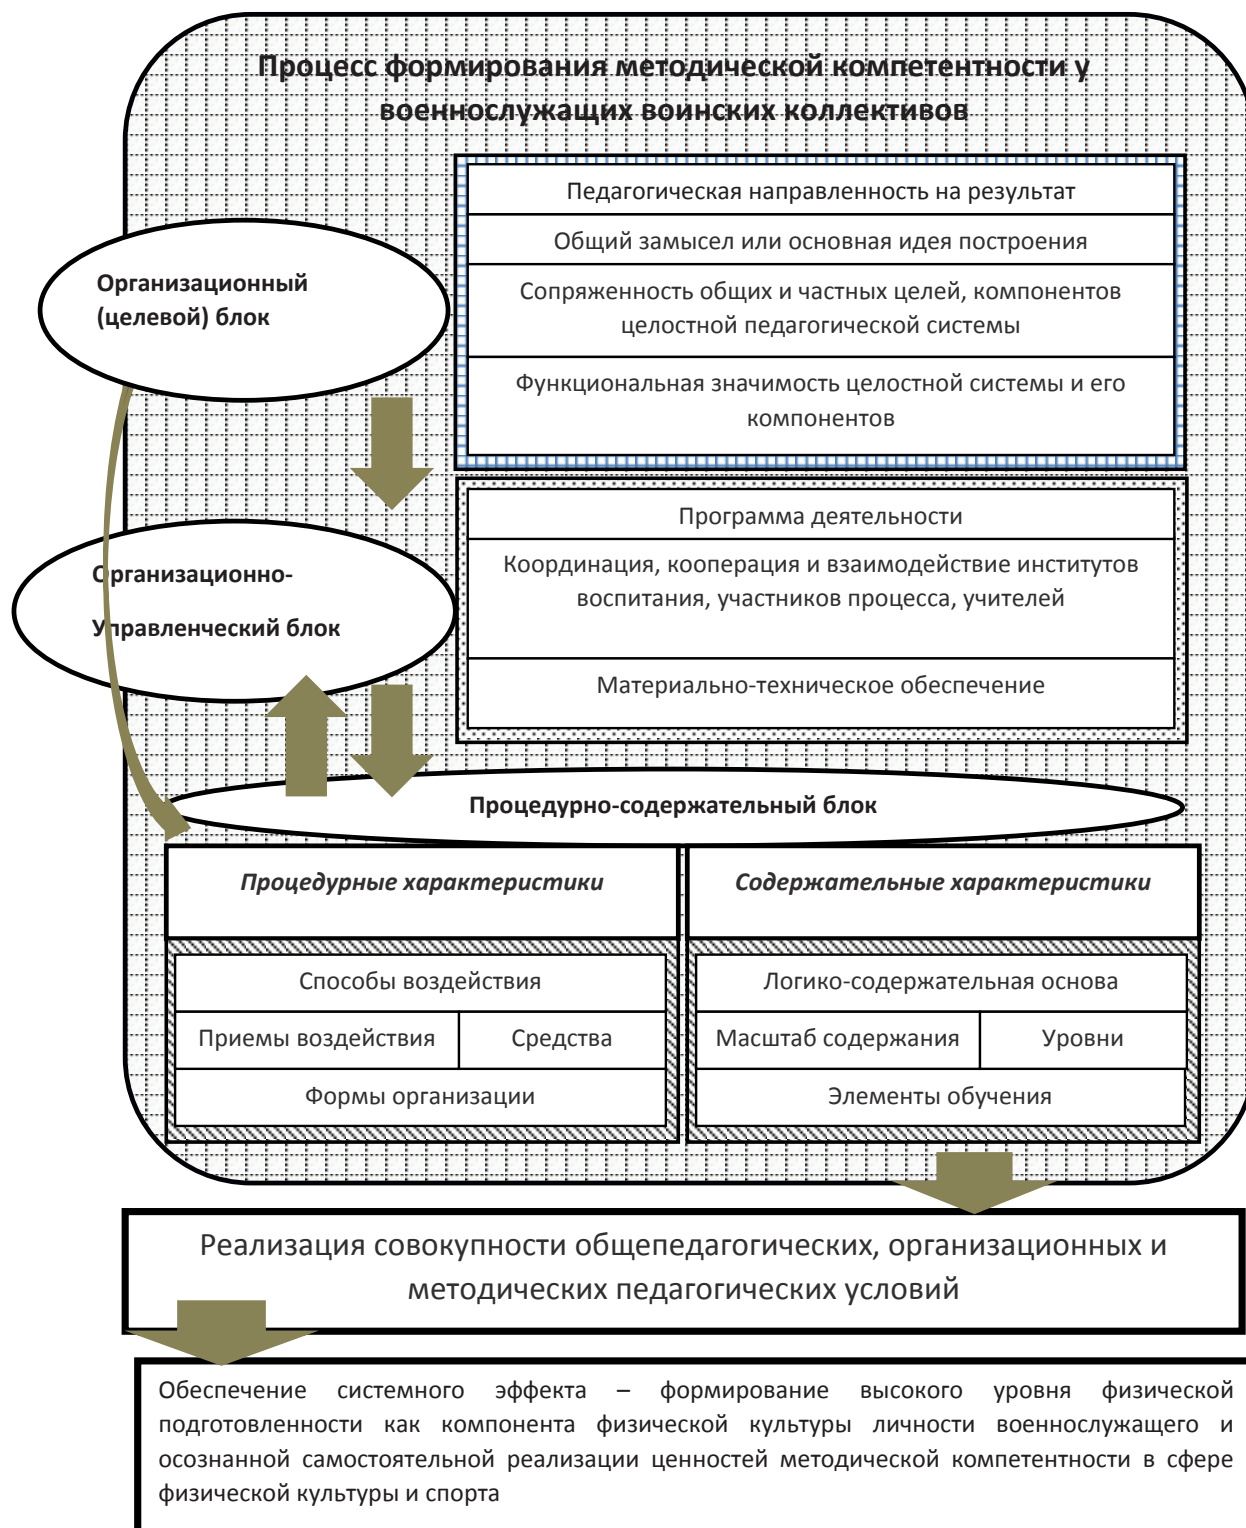 Процесс формирования методической компетентности у
военнослужащих воинских коллективов
Педагогическая направленность на результат
Общий замысел или основная идея построения
Сопряженность общих и частных целей, компонентов
целостной педагогической системы
Функциональная значимость целостной системы и его
компонентов
Организационный
(целевой) блок
Программа деятельности
Координация, кооперация и взаимодействие институтов
воспитания, участников процесса, учителей
Материально-техническое обеспечение
Организационно-
Управленческий блок
Процедурно-содержательный блок
Процедурные характеристики
Способы воздействия
Приемы воздействия
Средства
Формы организации
Содержательные характеристики
Логико-содержательная основа
Масштаб содержания
Уровни
Элементы обучения
Реализация совокупности общепедагогических, организационных и
методических педагогических условий
Обеспечение системного эффекта – формирование высокого уровня физической
подготовленности как компонента физической культуры личности военнослужащего и
осознанной самостоятельной реализации ценностей методической компетентности в сфере
физической культуры и спорта